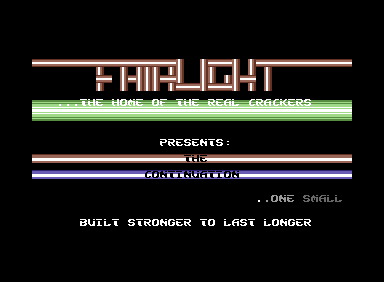 FAIRLIGHT
...THE HOME OF THE REAL CRACKERS
PRESENTS:
THE
CONTINUATION
..ONE SMALL
BUILT STRONGER TO LAST LONGER